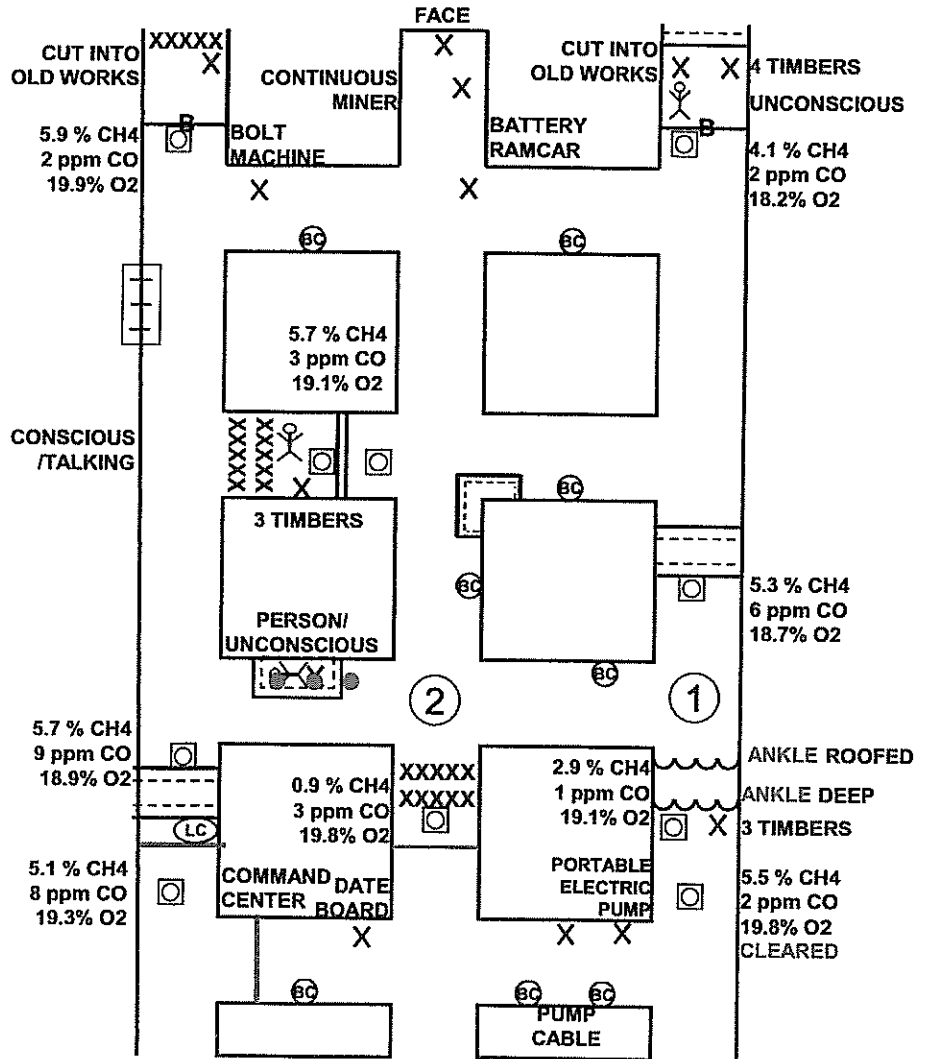 FACE
XXXXX
X
CUT INTO
OLD WORKS
X
X
CONTINUOUS
MINER
CUT INTO
OLD WORKS
X X
4 TIMBERS
UNCONSCIOUS
B
5.9 % CH4
2 ppm CO
19.9% O2
BOLT
MACHINE
X
BATTERY
RAMCAR
X
B
4.1 % CH4
2 ppm CO
18.2% O2
BC
BC
5.7 % CH4
3 ppm CO
19.1% O2
CONSCIOUS
/TALKING
XXXXX
XXXXX
X
3 TIMBERS
BC
BC
PERSON/
UNCONSCIOUS
X
5.3 % CH4
6 ppm CO
18.7% O2
BC
2
1
5.7 % CH4
9 ppm CO
18.9% O2
0.9 % CH4
3 ppm CO
19.8% O2
XXXXX
XXXXX
2.9 % CH4
1 ppm CO
19.1% O2
ANKLE ROOFED
ANKLE DEEP
X
3 TIMBERS
LC
5.1 % CH4
8 ppm CO
19.3% O2
COMMAND
CENTER
DATE
BOARD
X
PORTABLE
ELECTRIC
PUMP
X X
5.5 % CH4
2 ppm CO
19.8% O2
CLEARED
BC
BC BC
PUMP
CABLE